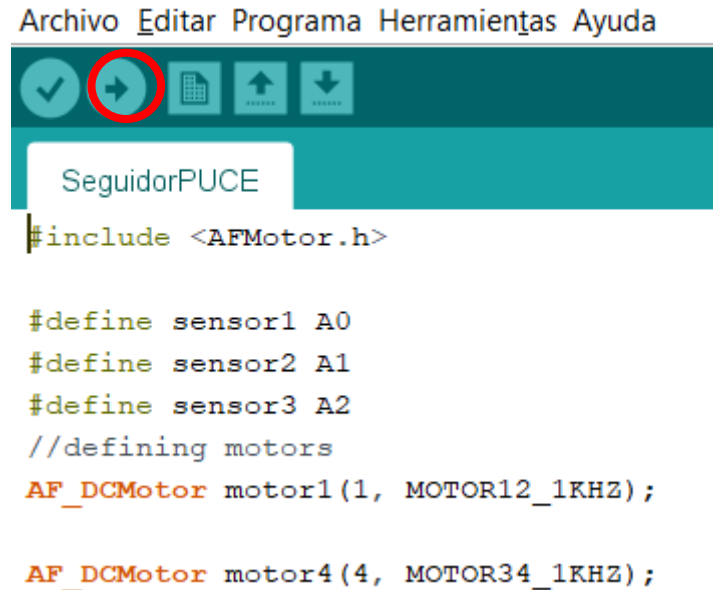 Archivo Editar Programa Herramientas Ayuda
SeguidorPUCE
#include <AFMotor.h>
#define sensor1 A0
#define sensor2 A1
#define sensor3 A2
//defining motors
AF_DCMotor motor1(1, MOTOR12_1KHZ);
AF_DCMotor motor4(4, MOTOR34_1KHZ);